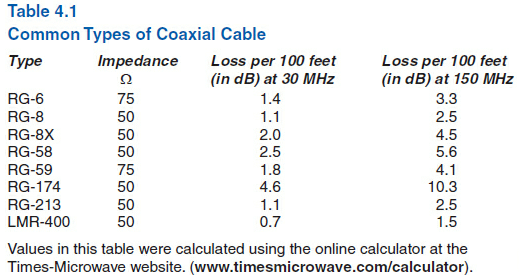 Table 4.1
Common Types of Coaxial Cable
Type Impedance Loss per 100 feet Loss per 100 feet
Ω (in dB) at 30 MHz (in dB) at 150 MHz
RG-6 75 1.4 3.3
RG-8 50 1.1 2.5
RG-8X 50 2.0 4.5
RG-58 50 2.5 5.6
RG-59 75 1.8 4.1
RG-174 50 4.6 10.3
RG-213 50 1.1 2.5
LMR-400 50 0.7 1.5
Values in this table were calculated using the online calculator at the
Times-Microwave website. (www.timesmicrowave.com/calculator).